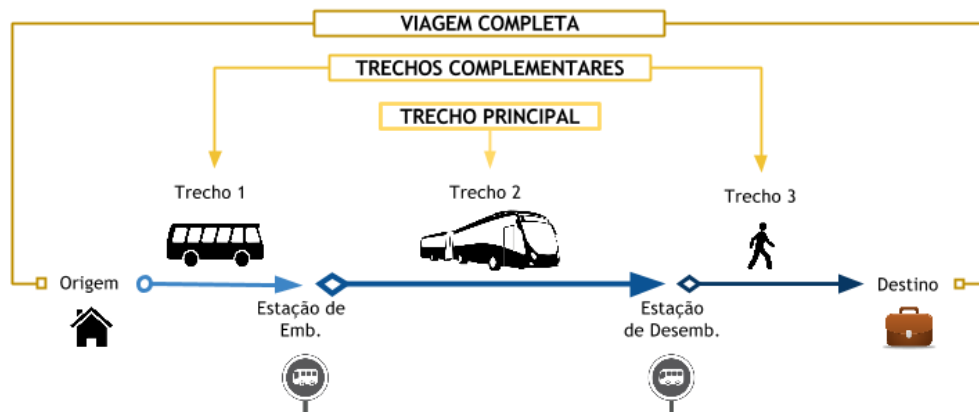 VIAGEM COMPLETA
TRECHOS COMPLEMENTARES
TRECHO PRINCIPAL
Trecho 1
Trecho 2
Trecho 3
Origem
Estação de
Emb.
Estação
de Desemb.
Destino